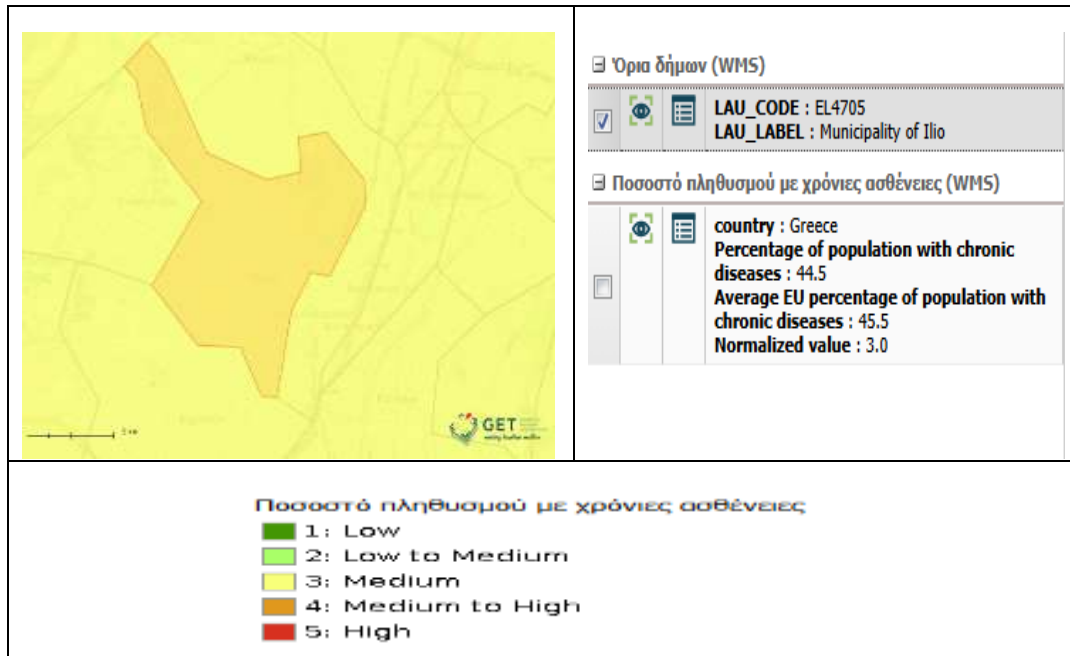 GET
Όρια δήμων (WMS)
LAU_CODE : EL4705
LAU_LABEL : Municipality of Ilio
Ποσοστό πληθυσμού με χρόνιες ασθένειες (WMS)
country : Greece
Percentage of population with chronic
diseases : 44.5
Average EU percentage of population with
chronic diseases : 45.5
Normalized value : 3.0
Ποσοστό πληθυσμού με χρόνιες ασθένειες
1: Low
2: Low to Medium
3: Medium
4: Medium to High
5: High